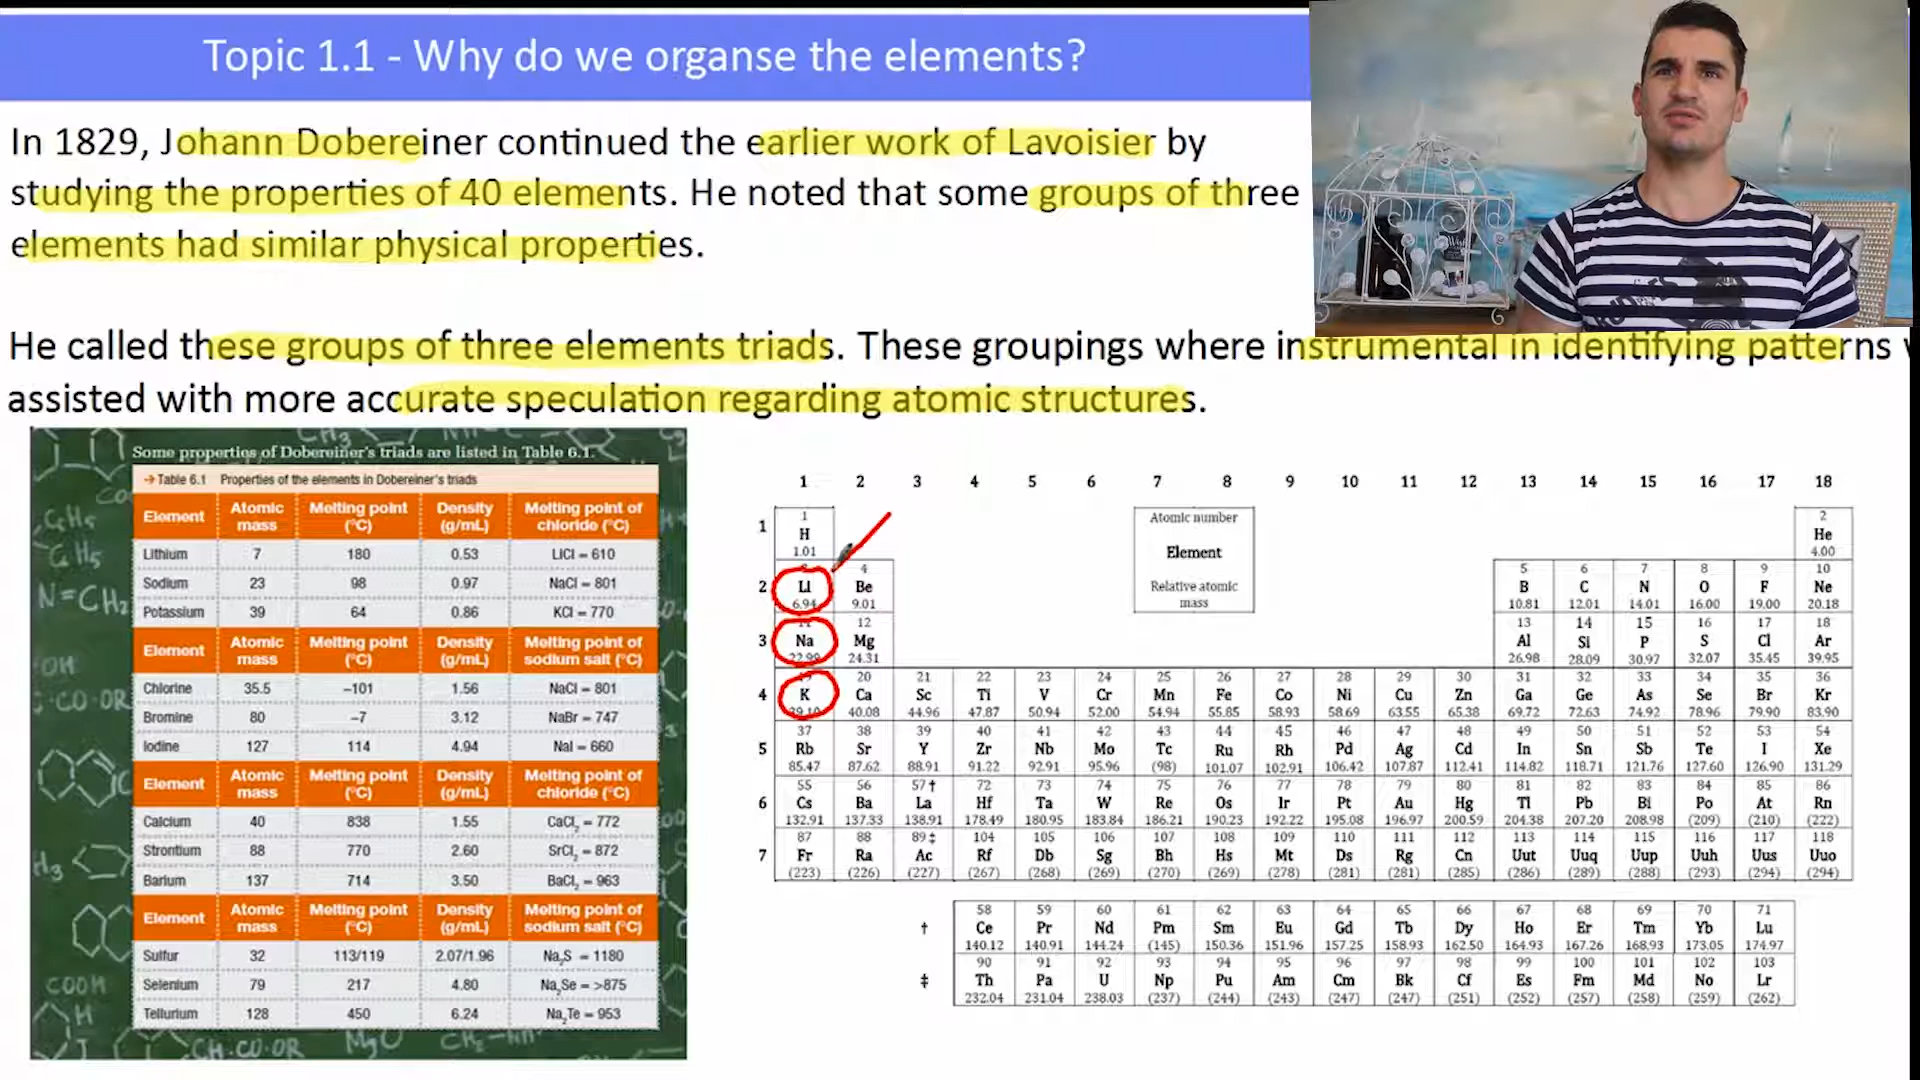 Topic 1.1 - Why do we organse the elements?
In 1829, Johann Dobereiner continued the earlier work of Lavoisier by
studying the properties of 40 elements. He noted that some groups of three
elements had similar physical properties.
He called these groups of three elements triads. These groupings where instrumental in identifying patterns
assisted with more accurate speculation regarding atomic structures.
Some properties of Dobereiner's triads are listed in Table 6.1.
→ Table 6.1 Properties of the elements in Dobereiner's triads
Element Atomic mass Melting point (°C) Density (g/mL) Melting point of chloride (°C)
Lithium 7 180 0.53 LiCl = 610
Sodium 23 98 0.97 NaCl = 801
Potassium 39 64 0.86 KCl = 770
Element Atomic mass Melting point (°C) Density (g/mL) Melting point of sodium salt (°C)
Chlorine 35.5 –101 1.56 NaCl = 801
Bromine 80 –7 3.12 NaBr = 747
Iodine 127 114 4.94 NaI = 660
Element Atomic mass Melting point (°C) Density (g/mL) Melting point of chloride (°C)
Calcium 40 838 1.55 CaCl₂ = 772
Strontium 88 770 2.60 SrCl₂ = 872
Barium 137 714 3.50 BaCl₂ = 963
Element Atomic mass Melting point (°C) Density (g/mL) Melting point of sodium salt (°C)
Sulfur 32 113/119 2.07/1.96 Na₂S = 1180
Selenium 79 217 4.80 Na₂Se = >875
Tellurium 128 450 6.24 Na₂Te = 953
1 2 3 4 5 6 7 8 9 10 11 12 13 14 15 16 17 18
Atomic number
Element
Relative atomic
mass
1
1 2
H He
1.01 4.00
2
4 5 6 7 8 9 10
Li Be B C N O F Ne
6.94 9.01 10.81 12.01 14.01 16.00 19.00 20.18
3
11 12 13 14 15 16 17 18
Na Mg Al Si P S Cl Ar
22.99 24.31 26.98 28.09 30.97 32.07 35.45 39.95
4
19 20 21 22 23 24 25 26 27 28 29 30 31 32 33 34 35 36
K Ca Sc Ti V Cr Mn Fe Co Ni Cu Zn Ga Ge As Se Br Kr
39.10 40.08 44.96 47.87 50.94 52.00 54.94 55.85 58.93 58.69 63.55 65.38 69.72 72.63 74.92 78.96 79.90 83.90
5
37 38 39 40 41 42 43 44 45 46 47 48 49 50 51 52 53 54
Rb Sr Y Zr Nb Mo Tc Ru Rh Pd Ag Cd In Sn Sb Te I Xe
85.47 87.62 88.91 91.22 92.91 95.96 (98) 101.07 102.91 106.42 107.87 112.41 114.82 118.71 121.76 127.60 126.90 131.29
6
55 56 57 † 72 73 74 75 76 77 78 79 80 81 82 83 84 85 86
Cs Ba La Hf Ta W Re Os Ir Pt Au Hg Tl Pb Bi Po At Rn
132.91 137.33 138.91 178.49 180.95 183.84 186.21 190.23 192.22 195.08 196.97 200.59 204.38 207.20 208.98 (209) (210) (222)
7
87 88 89 ‡ 104 105 106 107 108 109 110 111 112 113 114 115 116 117 118
Fr Ra Ac Rf Db Sg Bh Hs Mt Ds Rg Cn Uut Uuq Uup Uuh Uus Uuo
(223) (226) (227) (267) (268) (269) (270) (269) (278) (281) (281) (285) (286) (289) (288) (293) (294) (294)
†
58 59 60 61 62 63 64 65 66 67 68 69 70 71
Ce Pr Nd Pm Sm Eu Gd Tb Dy Ho Er Tm Yb Lu
140.12 140.91 144.24 (145) 150.36 151.96 157.25 158.93 162.50 164.93 167.26 168.93 173.05 174.97
‡
90 91 92 93 94 95 96 97 98 99 100 101 102 103
Th Pa U Np Pu Am Cm Bk Cf Es Fm Md No Lr
232.04 231.04 238.03 (237) (244) (243) (247) (247) (251) (252) (257) (258) (259) (262)